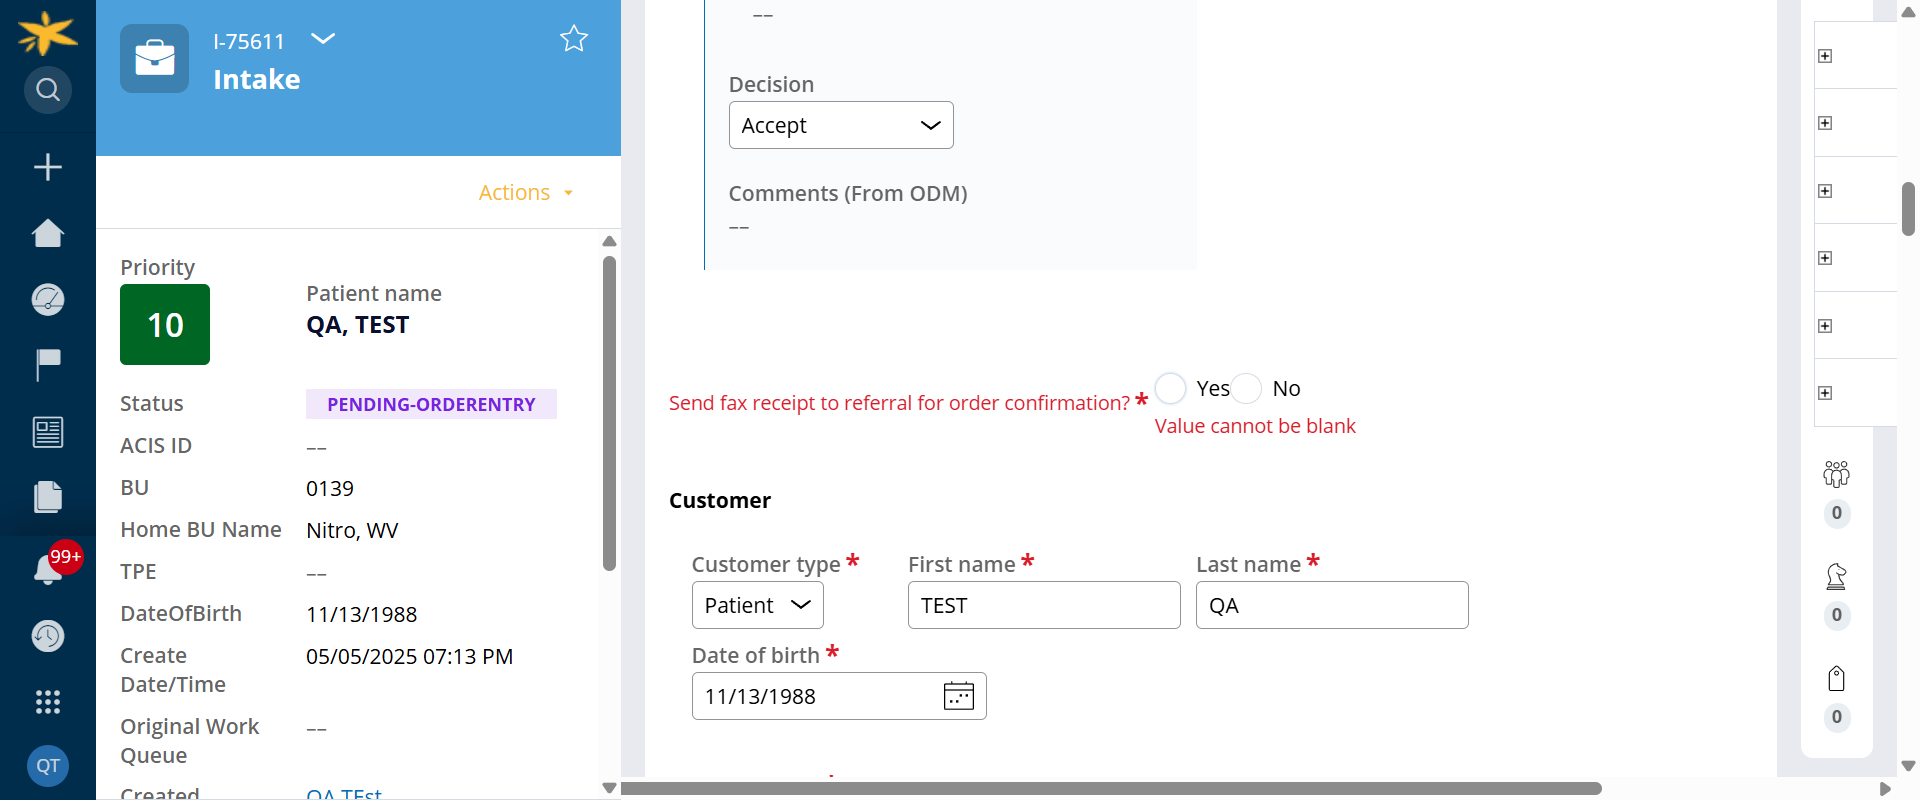 I-75611
Intake
Actions
Priority
10
Patient name
QA, TEST
Status
PENDING-ORDERENTRY
ACIS ID
––
BU
0139
Home BU Name
Nitro, WV
TPE
––
DateOfBirth
11/13/1988
Create Date/Time
05/05/2025 07:13 PM
Original Work Queue
––
Created
QA TEst
99+
QT
––
Decision
Accept
Comments (From ODM)
––
Send fax receipt to referral for order confirmation? *
Yes
No
Value cannot be blank
Customer
Customer type *
Patient
First name *
TEST
Last name *
QA
Date of birth *
11/13/1988
0
0
0